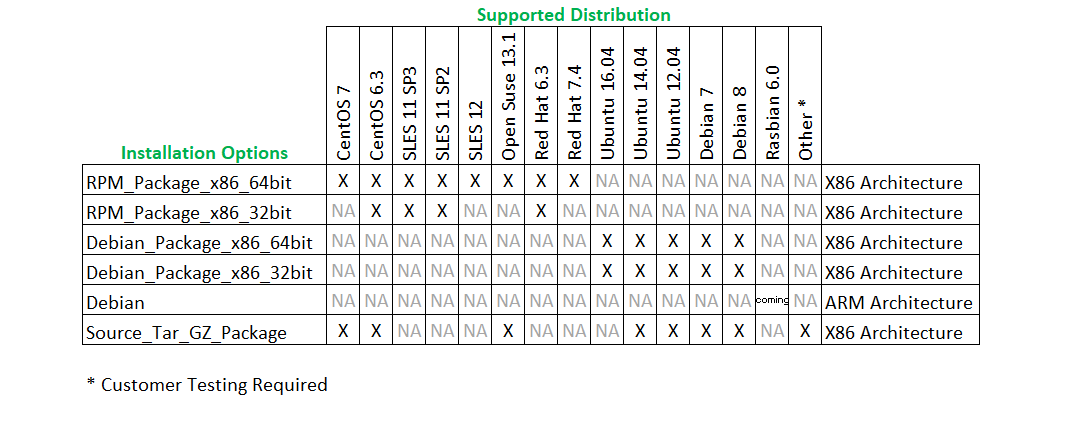 Supported Distribution
Installation Options CentOS 7 CentOS 6.3 SLES 11 SP3 SLES 11 SP2 SLES 12 Open Suse 13.1 Red Hat 6.3 Red Hat 7.4 Ubuntu 16.04 Ubuntu 14.04 Ubuntu 12.04 Debian 7 Debian 8 Rasbian 6.0 Other *
RPM_Package_x86_64bit X X X X X X X X NA NA NA NA NA NA NA X86 Architecture
RPM_Package_x86_32bit NA X X X NA NA X NA NA NA NA NA NA NA NA X86 Architecture
Debian_Package_x86_64bit NA NA NA NA NA NA NA NA X X X X X NA NA X86 Architecture
Debian_Package_x86_32bit NA NA NA NA NA NA NA NA X X X X X NA NA X86 Architecture
Debian NA NA NA NA NA NA NA NA NA NA NA NA NA coming NA ARM Architecture
Source_Tar_GZ_Package X X NA NA NA X NA NA NA X X X X NA X X86 Architecture
* Customer Testing Required